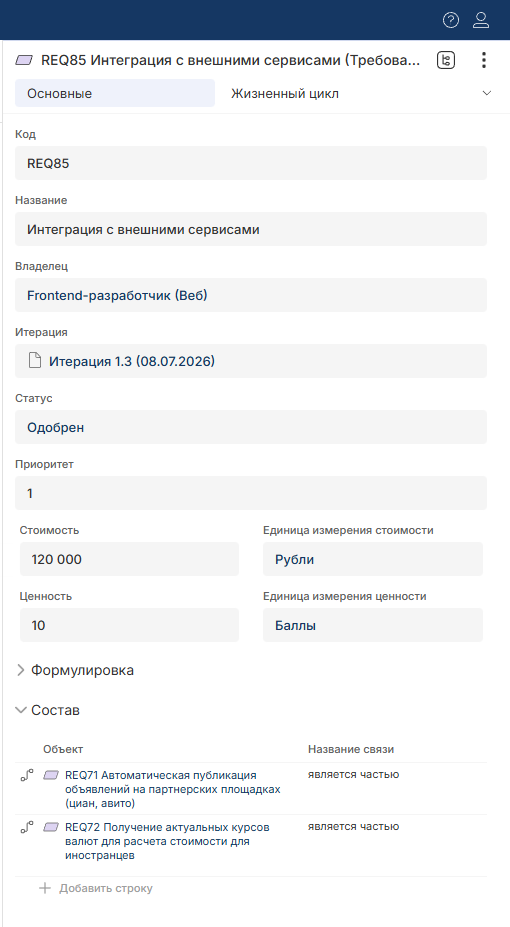 REQ85 Интеграция с внешними сервисами (Требова...
Основные
Жизненный цикл
Код
REQ85
Название
Интеграция с внешними сервисами
Владелец
Frontend-разработчик (Веб)
Итерация
Итерация 1.3 (08.07.2026)
Статус
Одобрен
Приоритет
1
Стоимость
Единица измерения стоимости
120 000
Рубли
Ценность
Единица измерения ценности
10
Баллы
Формулировка
Состав
Объект
Название связи
REQ71 Автоматическая публикация
объявлений на партнерских площадках
(циан, авито)
является частью
REQ72 Получение актуальных курсов
валют для расчета стоимости для
иностранцев
является частью
Добавить строку